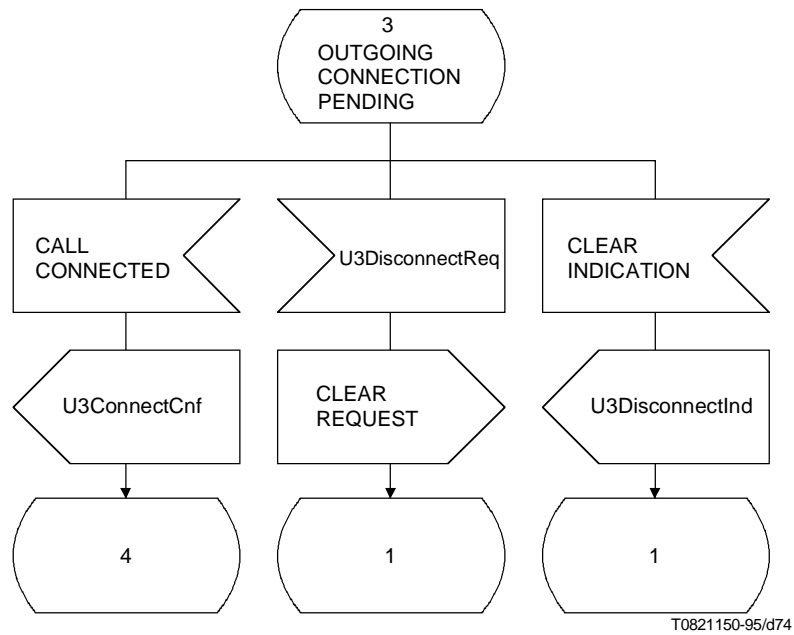 3
OUTGOING
CONNECTION
PENDING
CALL
CONNECTED
U3DisconnectReq
CLEAR
INDICATION
U3ConnectCnf
CLEAR
REQUEST
U3DisconnectInd
4
1
1
T0821150-95/d74